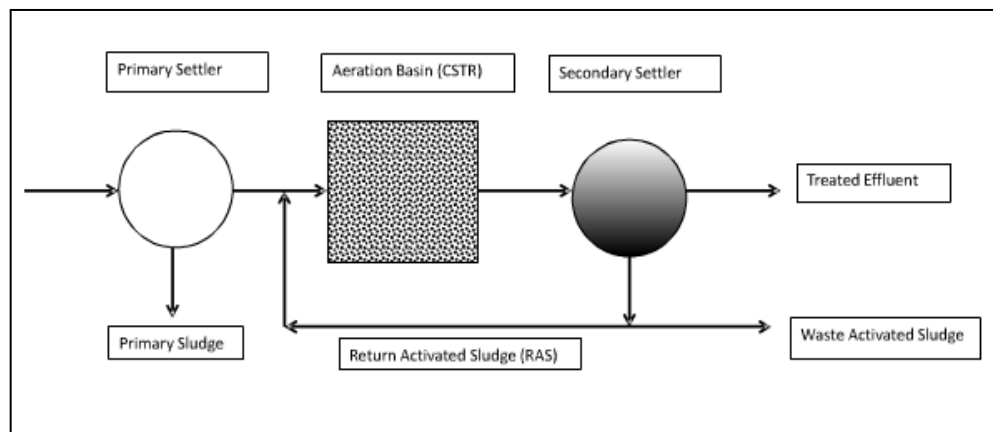 Primary Settler
Aeration Basin (CSTR)
Secondary Settler
Treated Effluent
Primary Sludge
Return Activated Sludge (RAS)
Waste Activated Sludge